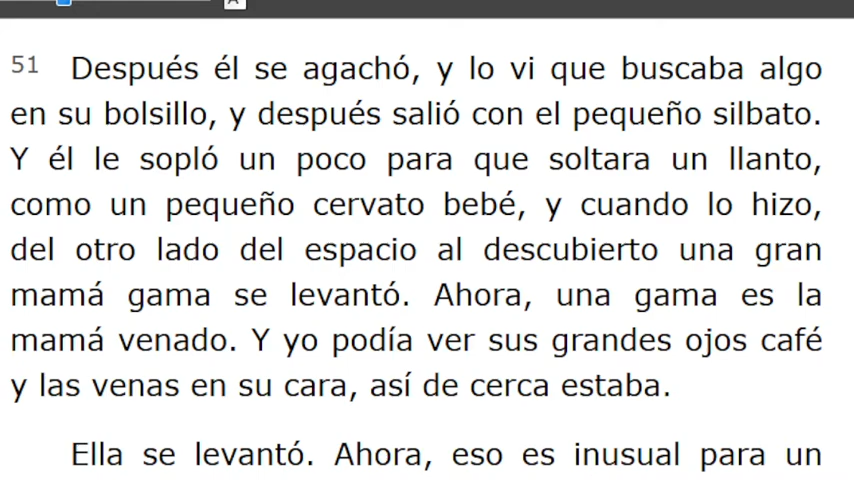 51 Después él se agachó, y lo vi que buscaba algo
en su bolsillo, y después salió con el pequeño silbato.
Y él le sopló un poco para que soltara un llanto,
como un pequeño cervato bebé, y cuando lo hizo,
del otro lado del espacio al descubierto una gran
mamá gama se levantó. Ahora, una gama es la
mamá venado. Y yo podía ver sus grandes ojos café
y las venas en su cara, así de cerca estaba.
Ella se levantó. Ahora, eso es inusual para un